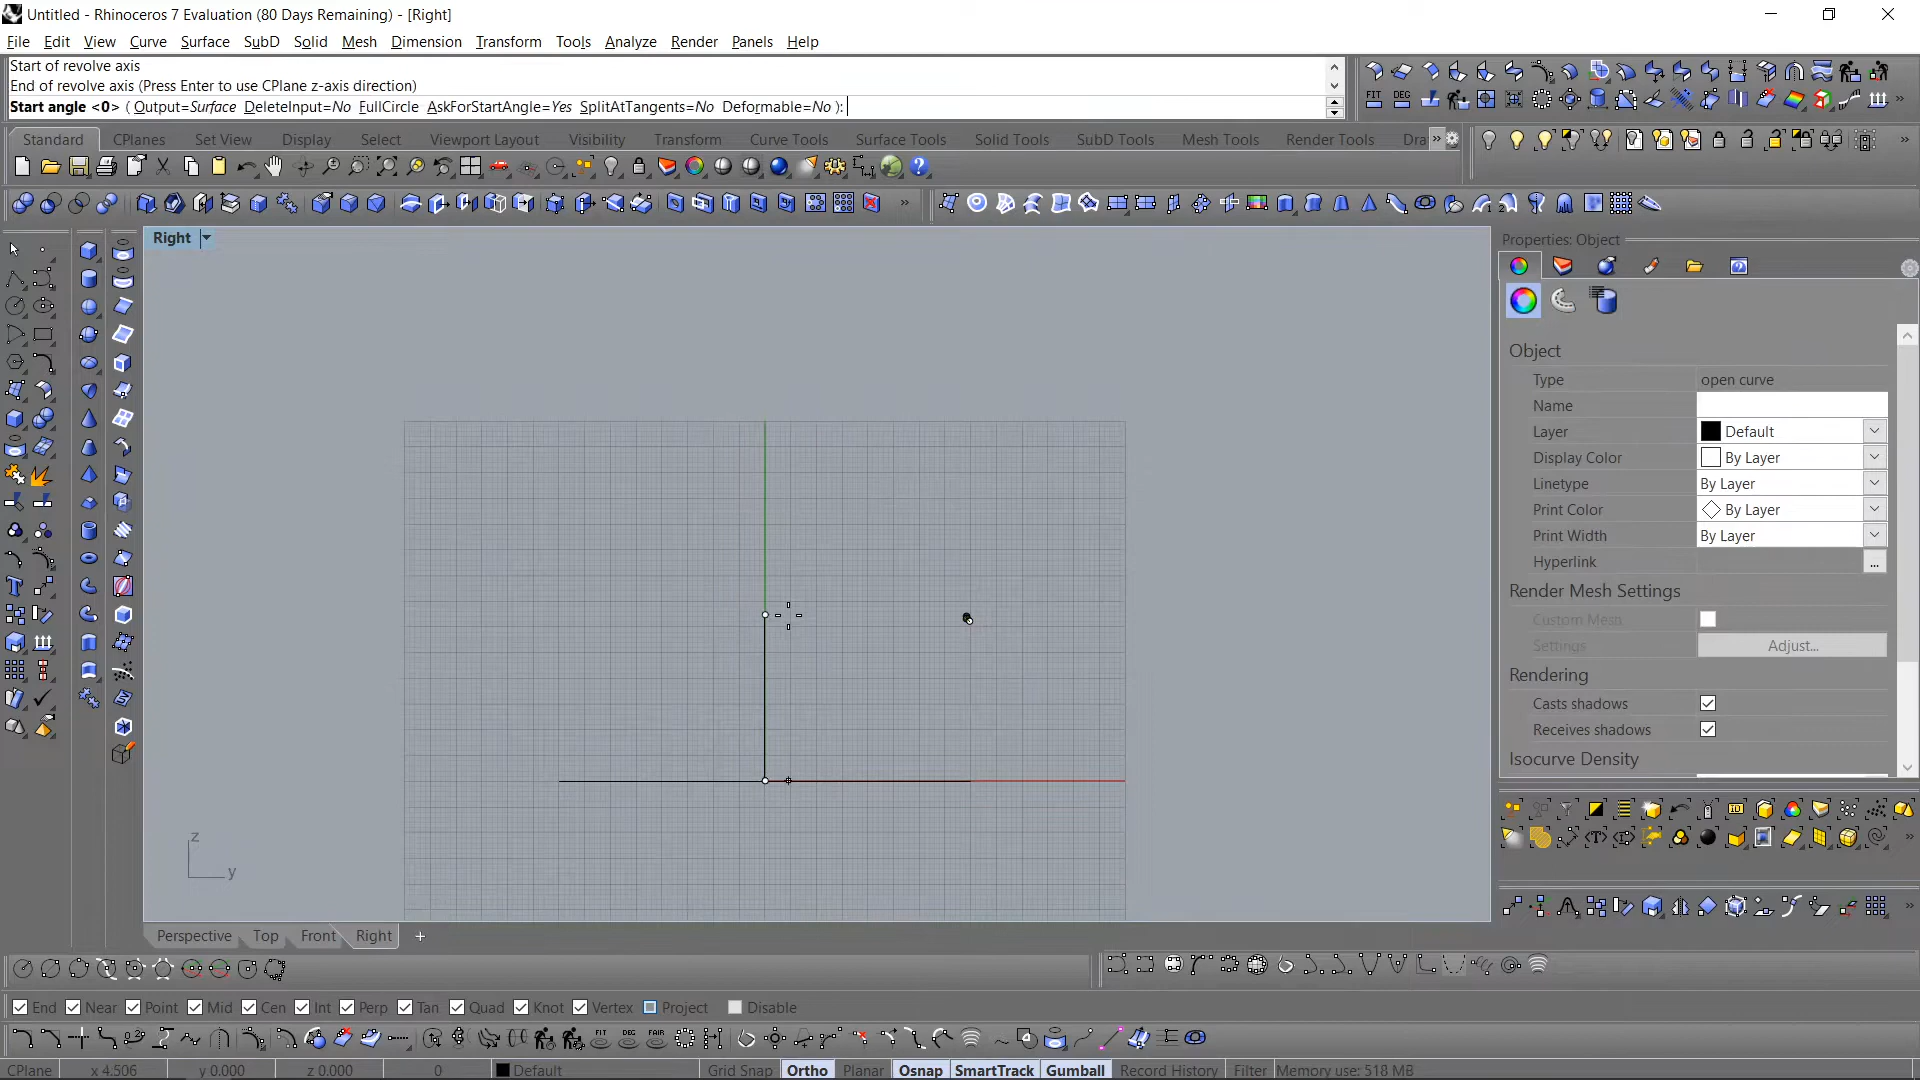 Untitled - Rhinoceros 7 Evaluation (80 Days Remaining) - [Right]
File Edit View Curve Surface SubD Solid Mesh Dimension Transform Tools Analyze Render Panels Help
Start of revolve axis
End of revolve axis (Press Enter to use CPlane z-axis direction)
Start angle <0> ( Output=Surface DeleteInput=No FullCircle AskForStartAngle=Yes SplitAtTangents=No Deformable=No ):
Standard CPlanes Set View Display Select Viewport Layout Visibility Transform Curve Tools Surface Tools Solid Tools SubD Tools Mesh Tools Render Tools Dra
FIT DEG
Right
Properties: Object
Object
Type open curve
Name
Layer Default
Display Color By Layer
Linetype By Layer
Print Color By Layer
Print Width By Layer
Hyperlink ...
Render Mesh Settings
Custom Mesh
Settings Adjust...
Rendering
Casts shadows
Receives shadows
Isocurve Density
z
y
Perspective Top Front Right +
End Near Point Mid Cen Int Perp Tan Quad Knot Vertex Project Disable
FIT DEG FAIR
CPlane x 4.506 y 0.000 z 0.000 0 Default Grid Snap Ortho Planar Osnap SmartTrack Gumball Record History Filter Memory use: 518 MB